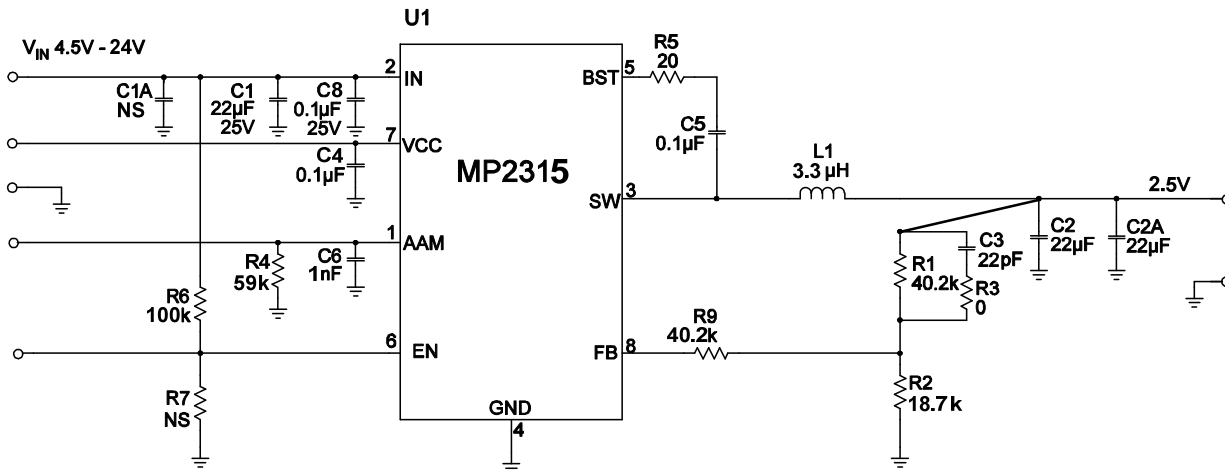 U1
V_IN 4.5V - 24V
2
IN
C1A
NS
C1
22µF
25V
C8
0.1µF
25V
7
VCC
C4
0.1µF
1
AAM
R4
59k
C6
1nF
R6
100k
6
EN
R7
NS
MP2315
GND
4
BST
5
R5
20
C5
0.1µF
SW
3
L1
3.3 µH
2.5V
C3
22pF
R1
40.2k
R3
0
C2
22µF
C2A
22µF
FB
8
R9
40.2k
R2
18.7k